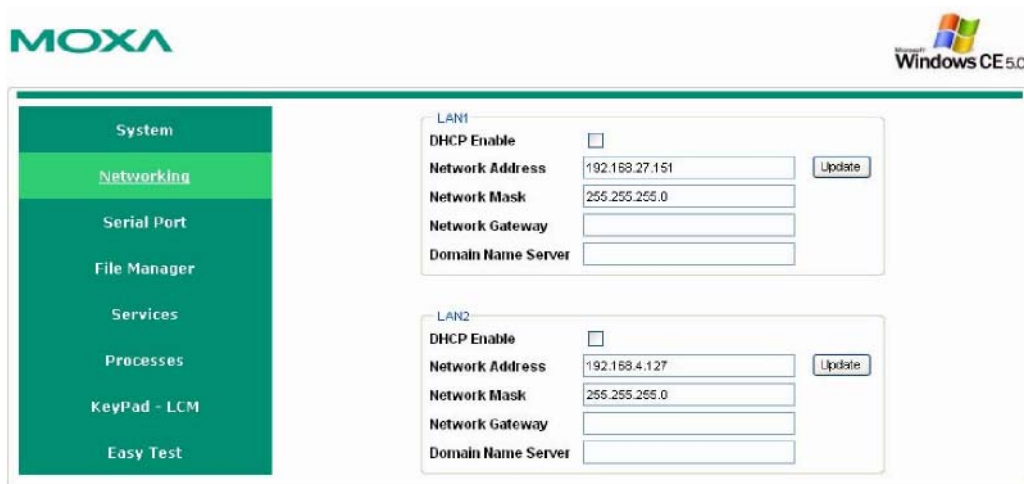 MOXA
Microsoft
Windows CE 5.0
System
Networking
Serial Port
File Manager
Services
Processes
KeyPad - LCM
Easy Test
LAN1
DHCP Enable
Network Address 192.168.27.151 Update
Network Mask 255.255.255.0
Network Gateway
Domain Name Server
LAN2
DHCP Enable
Network Address 192.168.4.127 Update
Network Mask 255.255.255.0
Network Gateway
Domain Name Server